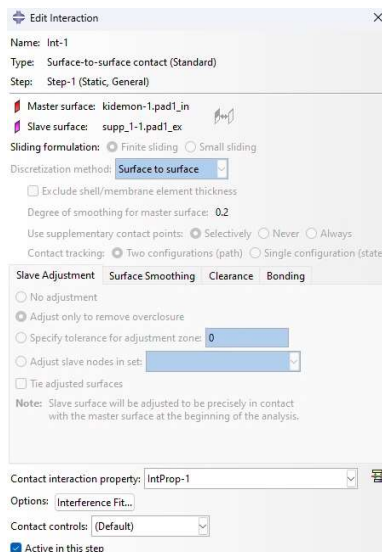 Edit Interaction
Name: Int-1
Type: Surface-to-surface contact (Standard)
Step: Step-1 (Static, General)
Master surface: kidemon-1.pad1_in
Slave surface: supp_1-1.pad1_ex
Sliding formulation: Finite sliding Small sliding
Discretization method: Surface to surface
Exclude shell/membrane element thickness
Degree of smoothing for master surface: 0.2
Use supplementary contact points: Selectively Never Always
Contact tracking: Two configurations (path) Single configuration (state
Slave Adjustment Surface Smoothing Clearance Bonding
No adjustment
Adjust only to remove overclosure
Specify tolerance for adjustment zone: 0
Adjust slave nodes in set:
Tie adjusted surfaces
Note: Slave surface will be adjusted to be precisely in contact
with the master surface at the beginning of the analysis.
Contact interaction property: IntProp-1
Options: Interference Fit...
Contact controls: (Default)
Active in this step